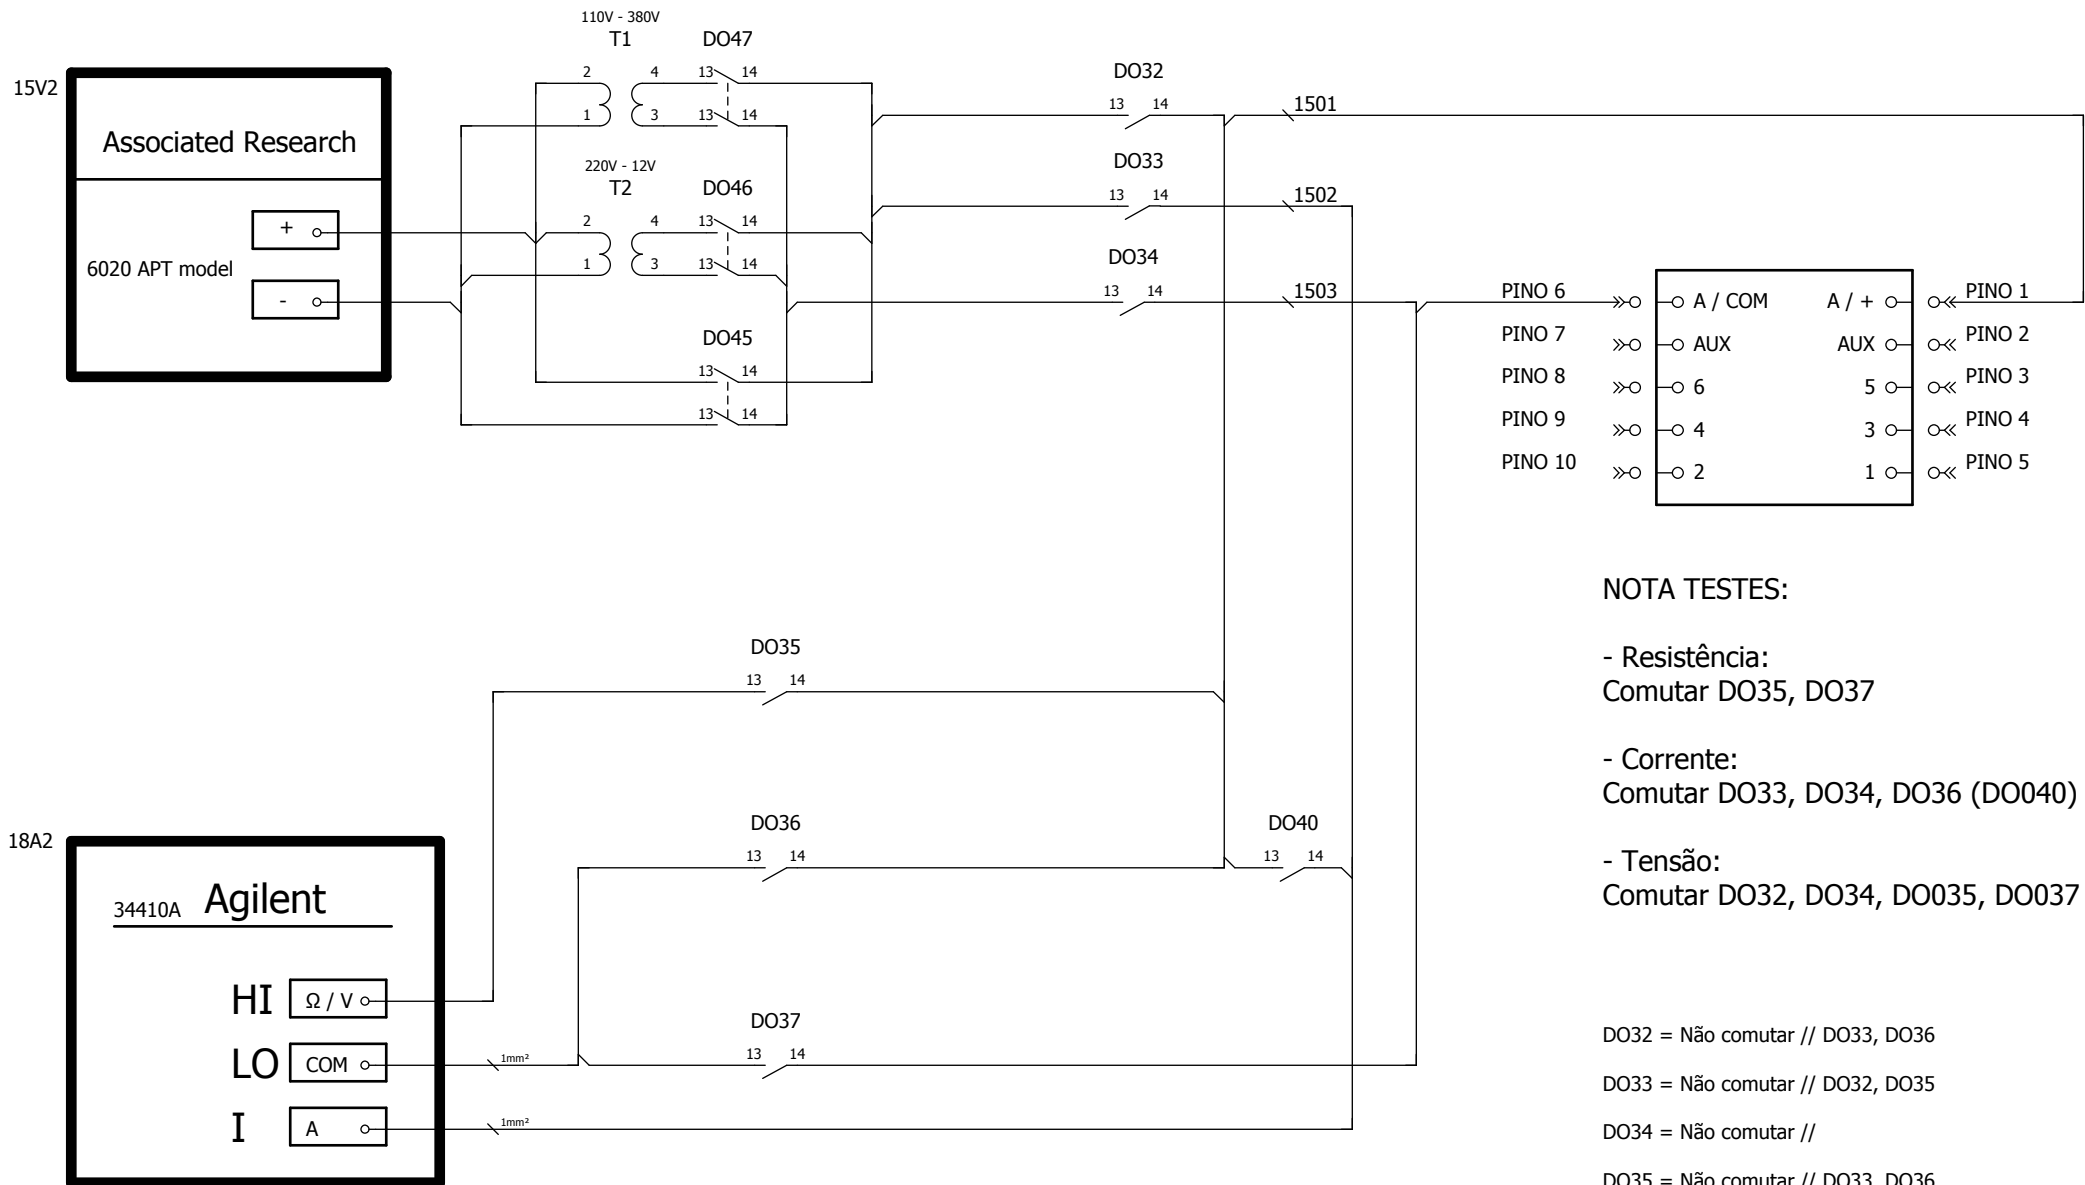 110V - 380V
T1
DO47
2 4 13 14
1 3 13 14
15V2
Associated Research
+
6020 APT model
-
220V - 12V
T2
DO46
2 4 13 14
1 3 13 14
DO45
13 14
13 14
DO32
13 14
1501
DO33
13 14
1502
DO34
13 14
1503
PINO 6
A / COM
A / +
PINO 1
PINO 7
AUX
AUX
PINO 2
PINO 8
6
5
PINO 3
PINO 9
4
3
PINO 4
PINO 10
2
1
PINO 5
NOTA TESTES:
- Resistência:
Comutar DO35, DO37
- Corrente:
Comutar DO33, DO34, DO36 (DO040)
- Tensão:
Comutar DO32, DO34, DO035, DO037
DO35
13 14
DO36
13 14
DO40
13 14
DO37
13 14
18A2
34410A Agilent
HI Ω / V
LO COM
1mm²
I A
1mm²
DO32 = Não comutar // DO33, DO36
DO33 = Não comutar // DO32, DO35
DO34 = Não comutar //
DO35 = Não comutar // DO33, DO36